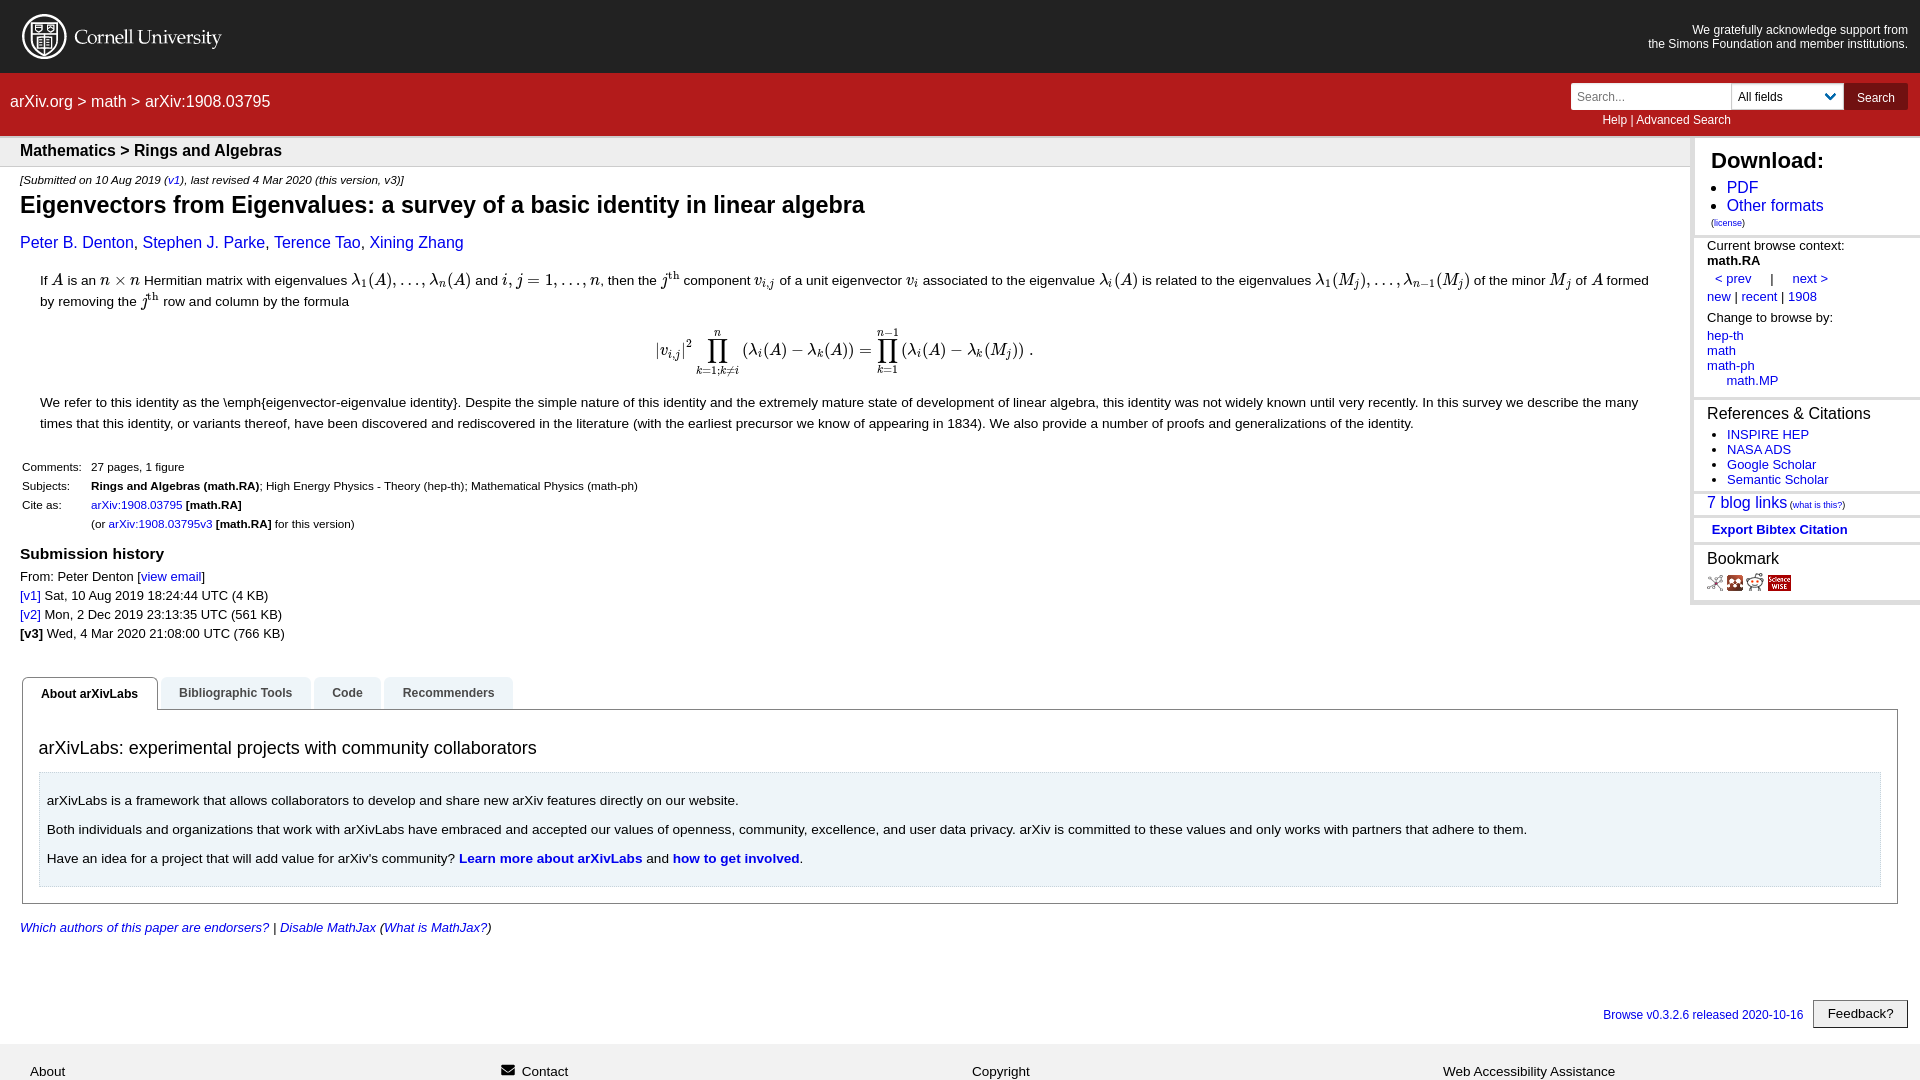 Cornell University
We gratefully acknowledge support from
the Simons Foundation and member institutions.
arXiv.org > math > arXiv:1908.03795
Search...
All fields
Search
Help | Advanced Search
Mathematics > Rings and Algebras
[Submitted on 10 Aug 2019 (v1), last revised 4 Mar 2020 (this version, v3)]
Eigenvectors from Eigenvalues: a survey of a basic identity in linear algebra
Peter B. Denton, Stephen J. Parke, Terence Tao, Xining Zhang
If A is an n × n Hermitian matrix with eigenvalues λ₁(A), …, λₙ(A) and i, j = 1, …, n, then the jᵗʰ component v_{i,j} of a unit eigenvector v_i associated to the eigenvalue λ_i(A) is related to the eigenvalues λ₁(M_j), …, λ_{n−1}(M_j) of the minor M_j of A formed
by removing the jᵗʰ row and column by the formula
|v_{i,j}|² ∏_{k=1;k≠i}^{n} (λ_i(A) − λ_k(A)) = ∏_{k=1}^{n−1} (λ_i(A) − λ_k(M_j)) .
We refer to this identity as the \emph{eigenvector-eigenvalue identity}. Despite the simple nature of this identity and the extremely mature state of development of linear algebra, this identity was not widely known until very recently. In this survey we describe the many
times that this identity, or variants thereof, have been discovered and rediscovered in the literature (with the earliest precursor we know of appearing in 1834). We also provide a number of proofs and generalizations of the identity.
Comments: 27 pages, 1 figure
Subjects: Rings and Algebras (math.RA); High Energy Physics - Theory (hep-th); Mathematical Physics (math-ph)
Cite as: arXiv:1908.03795 [math.RA]
(or arXiv:1908.03795v3 [math.RA] for this version)
Submission history
From: Peter Denton [view email]
[v1] Sat, 10 Aug 2019 18:24:44 UTC (4 KB)
[v2] Mon, 2 Dec 2019 23:13:35 UTC (561 KB)
[v3] Wed, 4 Mar 2020 21:08:00 UTC (766 KB)
Download:
PDF
Other formats
(license)
Current browse context:
math.RA
< prev | next >
new | recent | 1908
Change to browse by:
hep-th
math
math-ph
math.MP
References & Citations
INSPIRE HEP
NASA ADS
Google Scholar
Semantic Scholar
7 blog links (what is this?)
Export Bibtex Citation
Bookmark
Science
WISE
About arXivLabs
Bibliographic Tools
Code
Recommenders
arXivLabs: experimental projects with community collaborators
arXivLabs is a framework that allows collaborators to develop and share new arXiv features directly on our website.
Both individuals and organizations that work with arXivLabs have embraced and accepted our values of openness, community, excellence, and user data privacy. arXiv is committed to these values and only works with partners that adhere to them.
Have an idea for a project that will add value for arXiv's community? Learn more about arXivLabs and how to get involved.
Which authors of this paper are endorsers? | Disable MathJax (What is MathJax?)
Browse v0.3.2.6 released 2020-10-16
Feedback?
About
Contact
Copyright
Web Accessibility Assistance